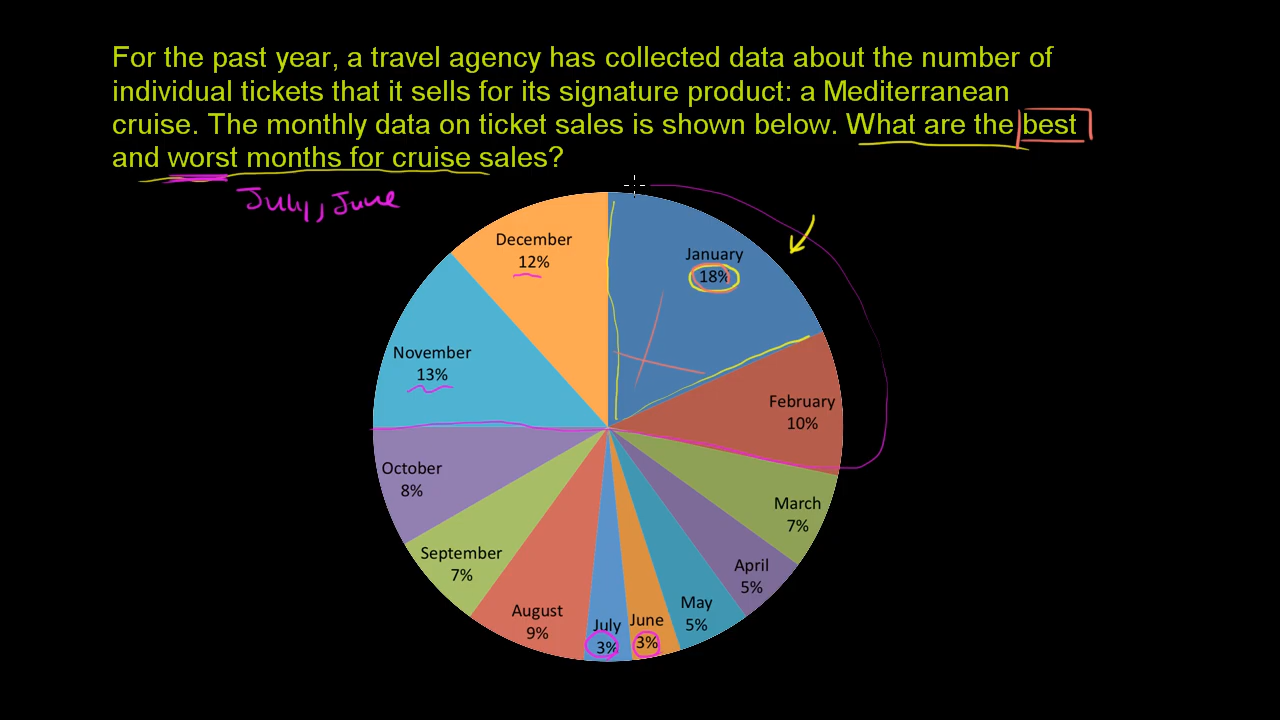 For the past year, a travel agency has collected data about the number of
individual tickets that it sells for its signature product: a Mediterranean
cruise. The monthly data on ticket sales is shown below. What are the best
and worst months for cruise sales?
July, June
December
12%
January
18%
November
13%
February
10%
October
8%
March
7%
September
7%
April
5%
August
9%
July
3%
June
3%
May
5%